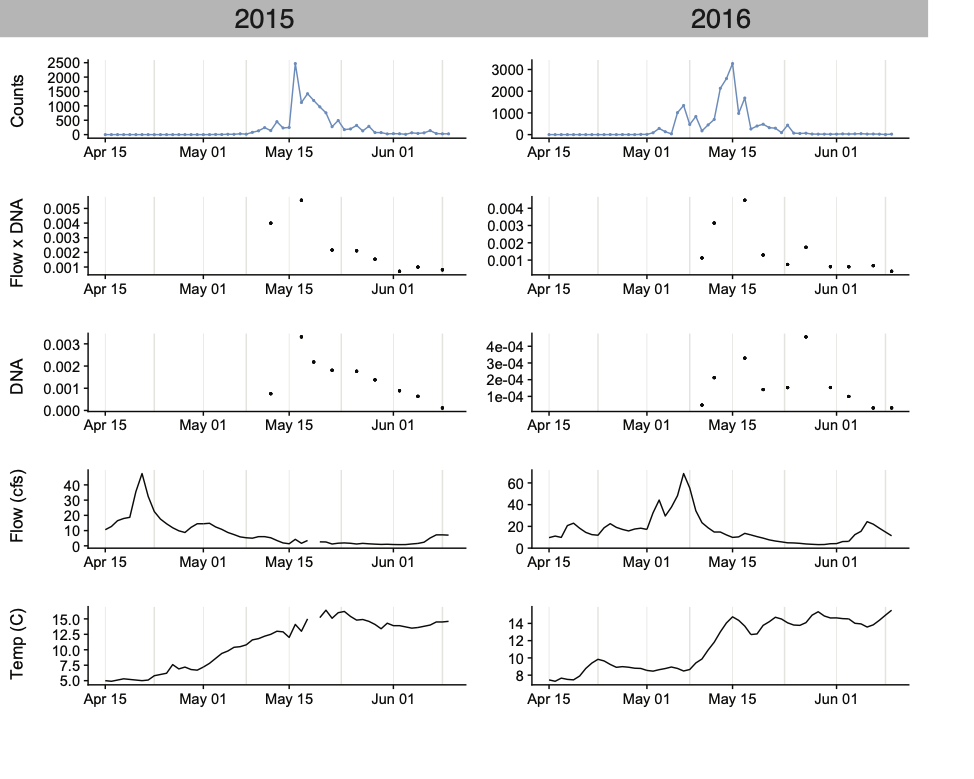 2015 2016
Counts
2500
2000
1500
1000
500
0
Apr 15 May 01 May 15 Jun 01
3000
2000
1000
0
Apr 15 May 01 May 15 Jun 01
Flow x DNA
0.005
0.004
0.003
0.002
0.001
Apr 15 May 01 May 15 Jun 01
0.004
0.003
0.002
0.001
Apr 15 May 01 May 15 Jun 01
DNA
0.003
0.002
0.001
0.000
Apr 15 May 01 May 15 Jun 01
4e-04
3e-04
2e-04
1e-04
Apr 15 May 01 May 15 Jun 01
Flow (cfs)
40
30
20
10
0
Apr 15 May 01 May 15 Jun 01
60
40
20
0
Apr 15 May 01 May 15 Jun 01
Temp (C)
15.0
12.5
10.0
7.5
5.0
Apr 15 May 01 May 15 Jun 01
14
12
10
8
Apr 15 May 01 May 15 Jun 01